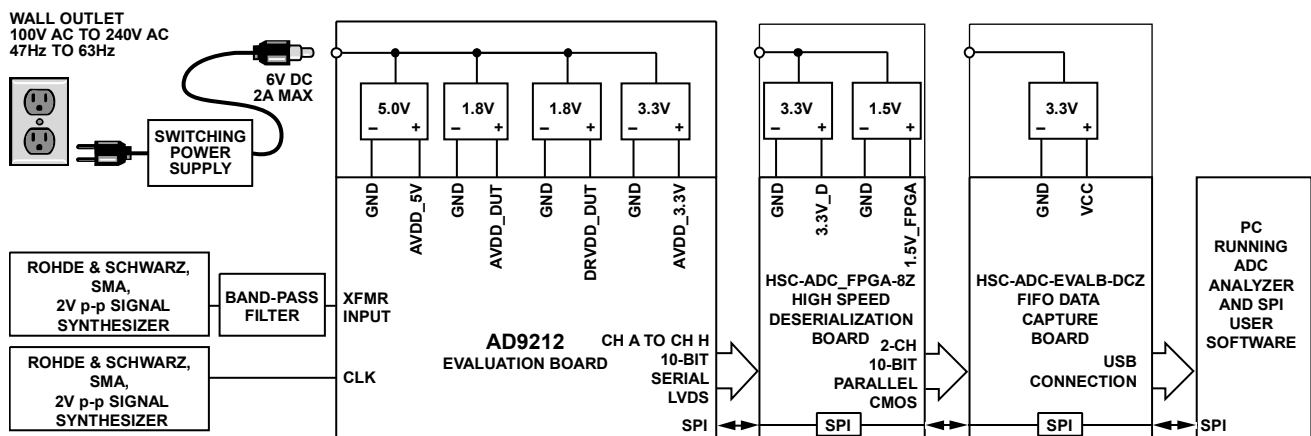 WALL OUTLET
100V AC TO 240V AC
47Hz TO 63Hz
6V DC
2A MAX
SWITCHING
POWER
SUPPLY
5.0V
– +
1.8V
– +
1.8V
– +
3.3V
– +
3.3V
– +
1.5V
– +
3.3V
– +
GND
AVDD_5V
GND
AVDD_DUT
GND
DRVDD_DUT
GND
AVDD_3.3V
GND
3.3V_D
GND
1.5V_FPGA
GND
VCC
ROHDE & SCHWARZ,
SMA,
2V p-p SIGNAL
SYNTHESIZER
BAND-PASS
FILTER
XFMR
INPUT
ROHDE & SCHWARZ,
SMA,
2V p-p SIGNAL
SYNTHESIZER
CLK
AD9212
EVALUATION BOARD
CH A TO CH H
10-BIT
SERIAL
LVDS
SPI
HSC-ADC_FPGA-8Z
HIGH SPEED
DESERIALIZATION
BOARD
2-CH
10-BIT
PARALLEL
CMOS
SPI
HSC-ADC-EVALB-DCZ
FIFO DATA
CAPTURE
BOARD
USB
CONNECTION
SPI
PC
RUNNING
ADC
ANALYZER
AND SPI
USER
SOFTWARE
SPI